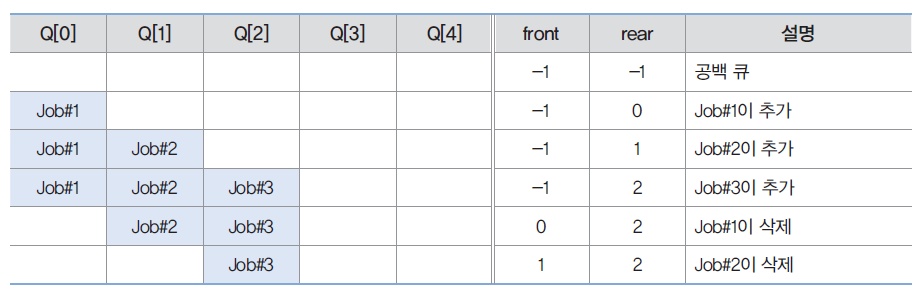 Q[0] Q[1] Q[2] Q[3] Q[4] front rear 설명
-1 -1 공백 큐
Job#1 -1 0 Job#1이 추가
Job#1 Job#2 -1 1 Job#2이 추가
Job#1 Job#2 Job#3 -1 2 Job#3이 추가
Job#2 Job#3 0 2 Job#1이 삭제
Job#3 1 2 Job#2이 삭제